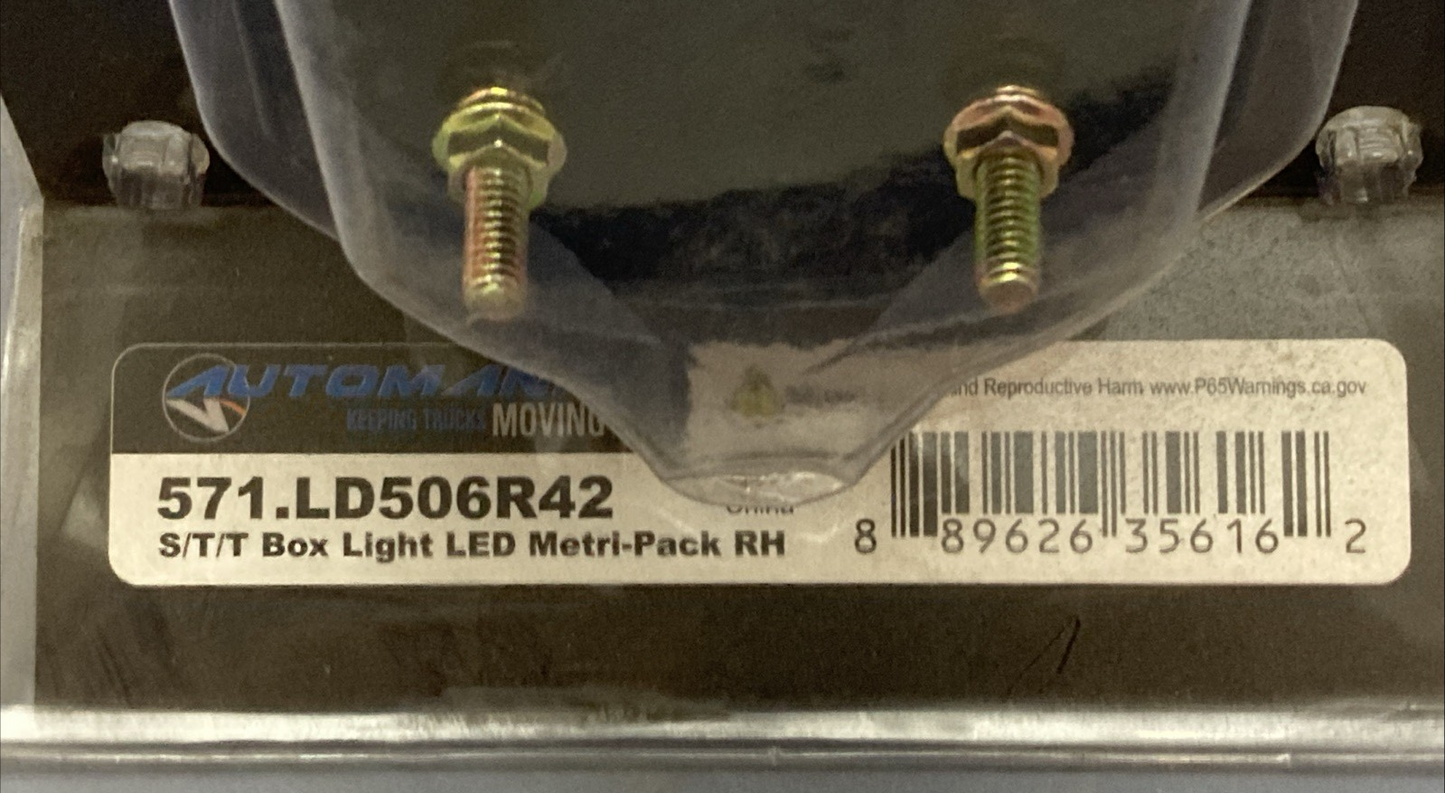 KEEPING TRUCKS MOVING
and Reproductive Harm www.P65Warnings.ca.gov
571.LD506R42
China
S/T/T Box Light LED Metri-Pack RH
8 89626 35616 2